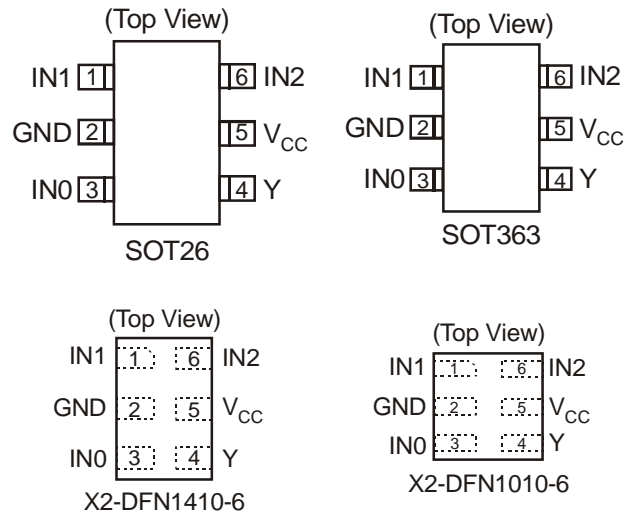 (Top View)
IN1 1 6 IN2
GND 2 5 VCC
IN0 3 4 Y
SOT26
(Top View)
IN1 1 6 IN2
GND 2 5 VCC
IN0 3 4 Y
SOT363
(Top View)
IN1 1 6 IN2
GND 2 5 VCC
IN0 3 4 Y
X2-DFN1410-6
(Top View)
IN1 1 6 IN2
GND 2 5 VCC
IN0 3 4 Y
X2-DFN1010-6